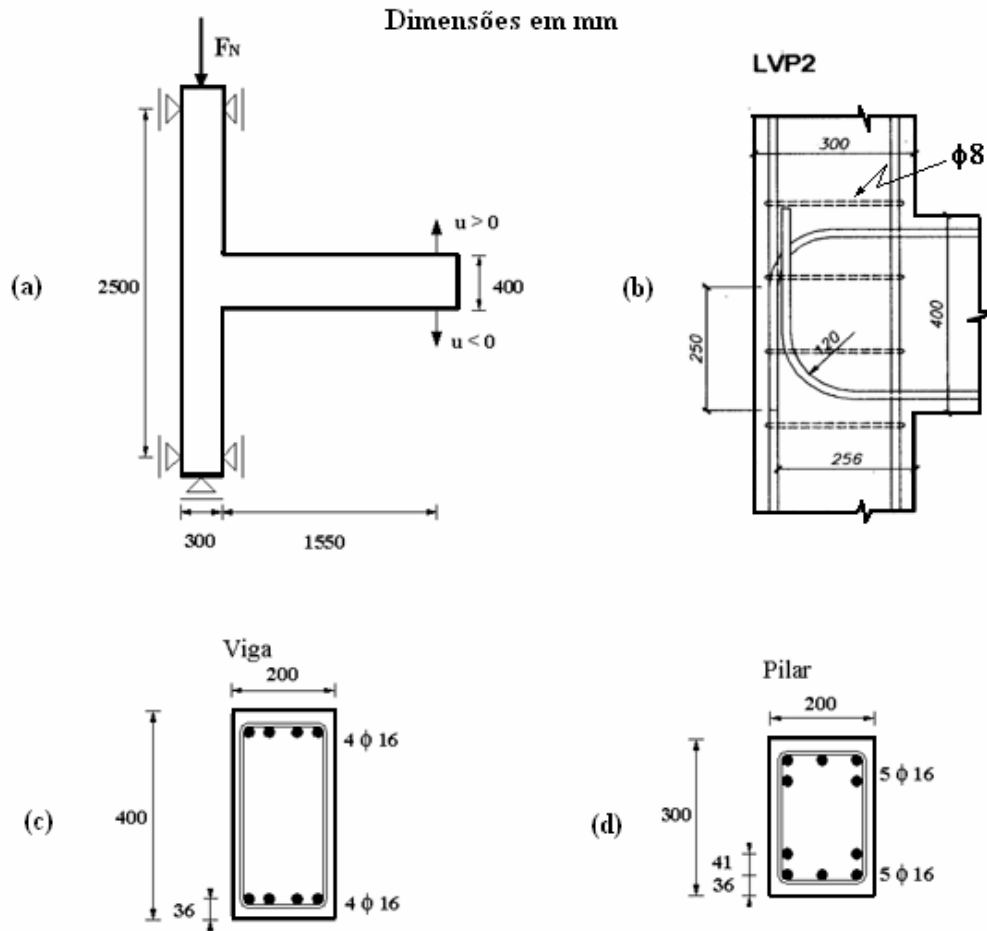 Dimensões em mm
FN
LVP2
300
ϕ8
u > 0
(a)
2500
400
(b)
u < 0
250
120
400
256
300
1550
Viga
200
Pilar
200
4 ϕ 16
5 ϕ 16
(c)
400
(d)
300
41
36
4 ϕ 16
36
5 ϕ 16